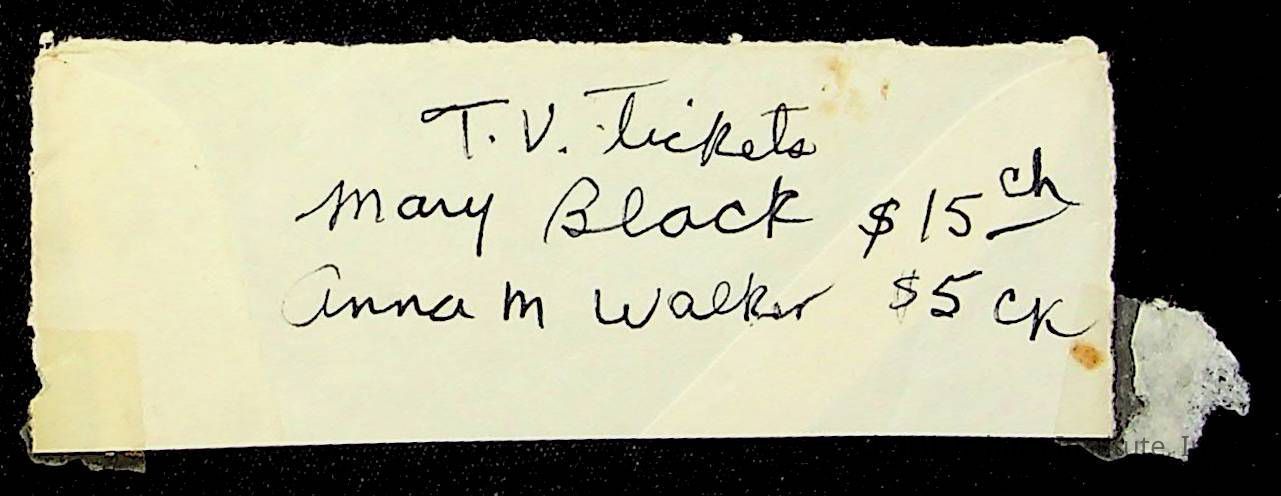 T.V. Tickets
Mary Black $15 ch
Anna M Walker $5 ck